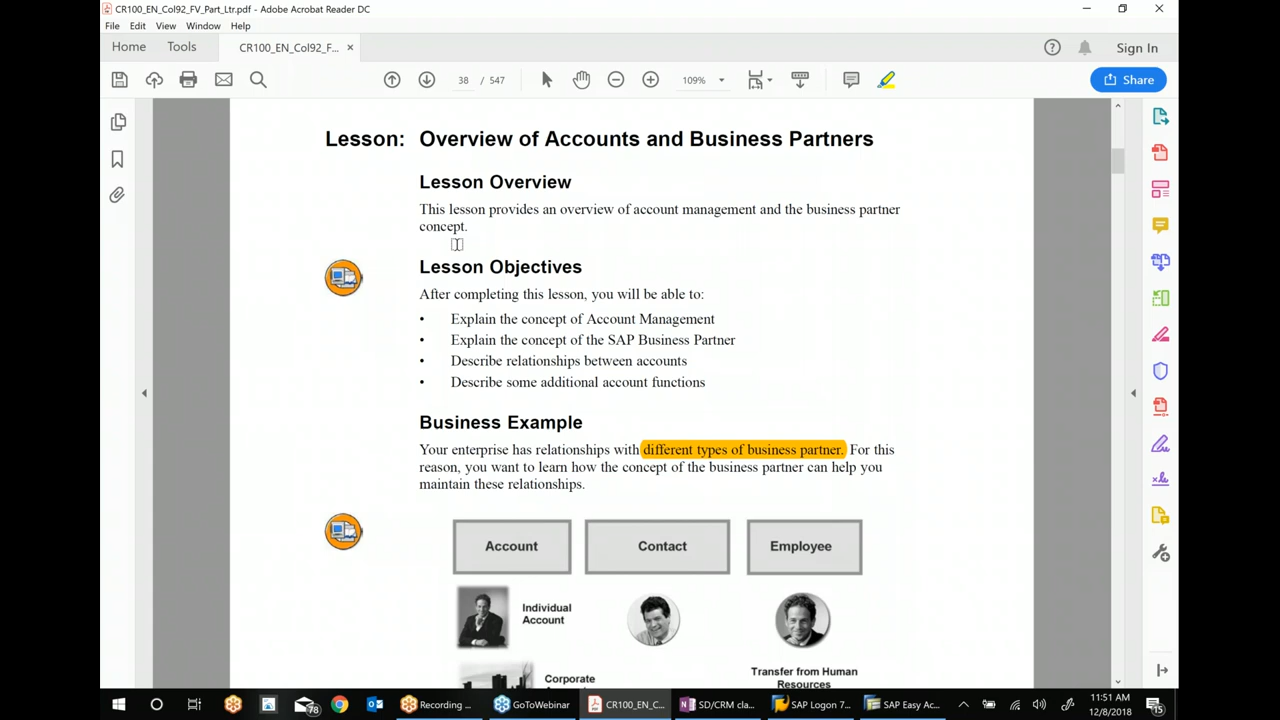 CR100_EN_Col92_FV_Part_Ltr.pdf - Adobe Acrobat Reader DC
File Edit View Window Help
Home Tools CR100_EN_Col92_F... × Sign In
38 / 547 109% Share
Lesson: Overview of Accounts and Business Partners
Lesson Overview
This lesson provides an overview of account management and the business partner
concept.
Lesson Objectives
After completing this lesson, you will be able to:
• Explain the concept of Account Management
• Explain the concept of the SAP Business Partner
• Describe relationships between accounts
• Describe some additional account functions
Business Example
Your enterprise has relationships with different types of business partner. For this
reason, you want to learn how the concept of the business partner can help you
maintain these relationships.
Account Contact Employee
Individual
Account
Transfer from Human
Resources
Corporate
78 Recording ... GoToWebinar CR100_EN_C... SD/CRM cla... SAP Logon 7... SAP Easy Ac... 15
11:51 AM
12/8/2018